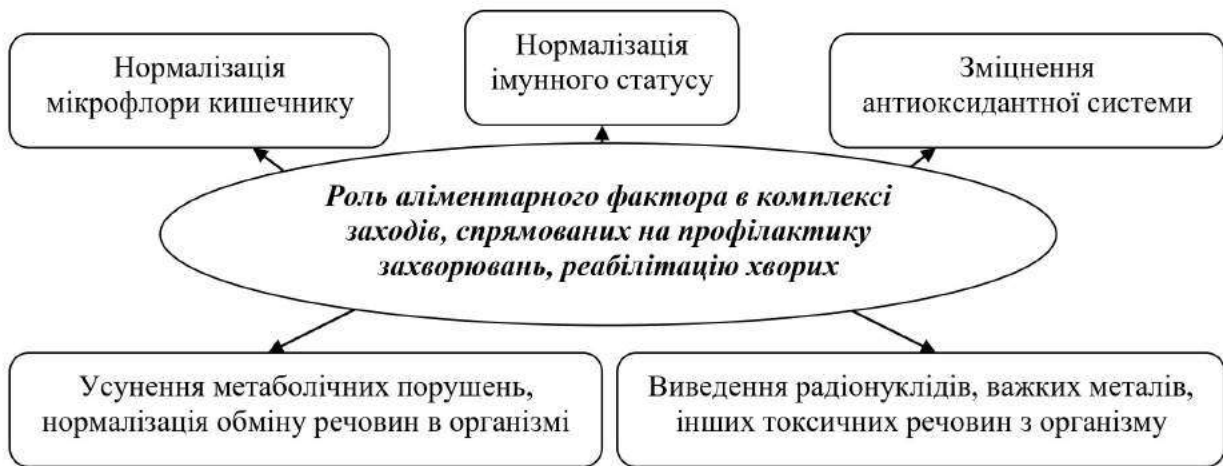 Нормалізація
мікрофлори кишечнику
Нормалізація
імунного статусу
Зміцнення
антиоксидантної системи
Роль аліментарного фактора в комплексі
заходів, спрямованих на профілактику
захворювань, реабілітацію хворих
Усунення метаболічних порушень,
нормалізація обміну речовин в організмі
Виведення радіонуклідів, важких металів,
інших токсичних речовин з організму